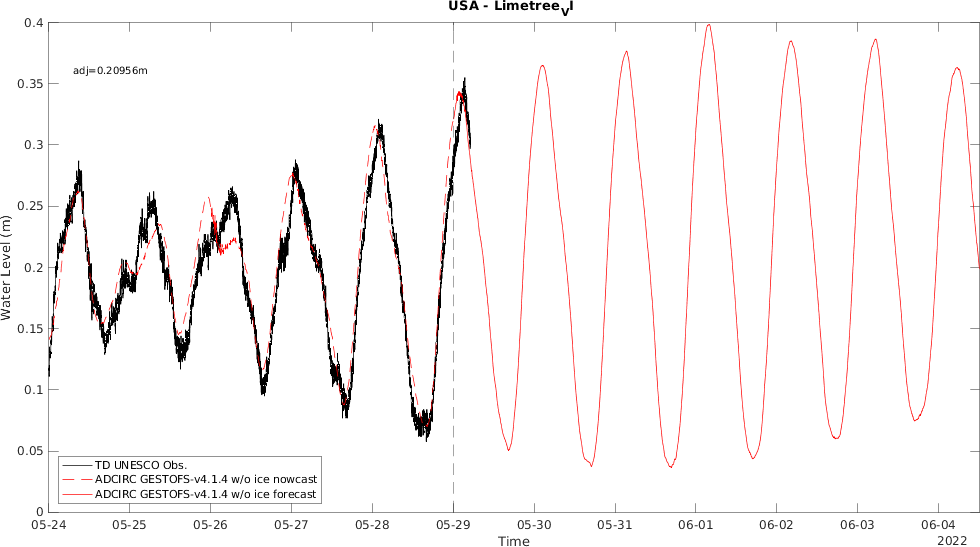 USA - Limetree_VI
adj=0.20956m
Water Level (m)
0.4
0.35
0.3
0.25
0.2
0.15
0.1
0.05
0
TD UNESCO Obs.
ADCIRC GESTOFS-v4.1.4 w/o ice nowcast
ADCIRC GESTOFS-v4.1.4 w/o ice forecast
05-24 05-25 05-26 05-27 05-28 05-29 05-30 05-31 06-01 06-02 06-03 06-04
Time
2022